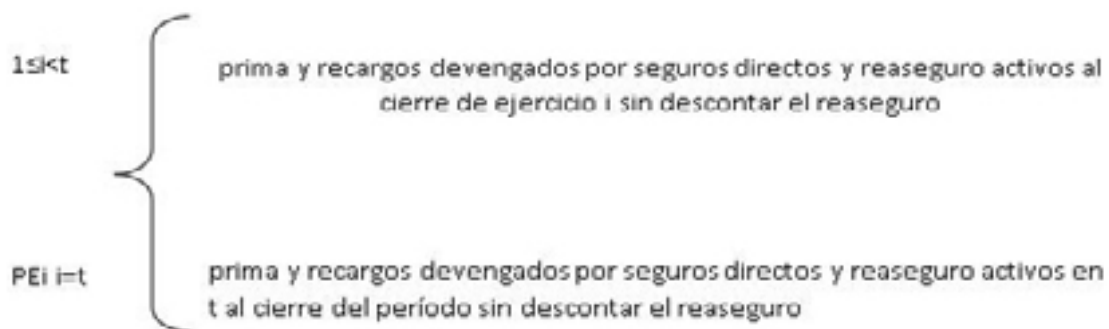 1≤i<t
prima y recargos devengados por seguros directos y reaseguro activos al
cierre de ejercicio i sin descontar el reaseguro
PEi i=t
prima y recargos devengados por seguros directos y reaseguro activos en
t al cierre del período sin descontar el reaseguro